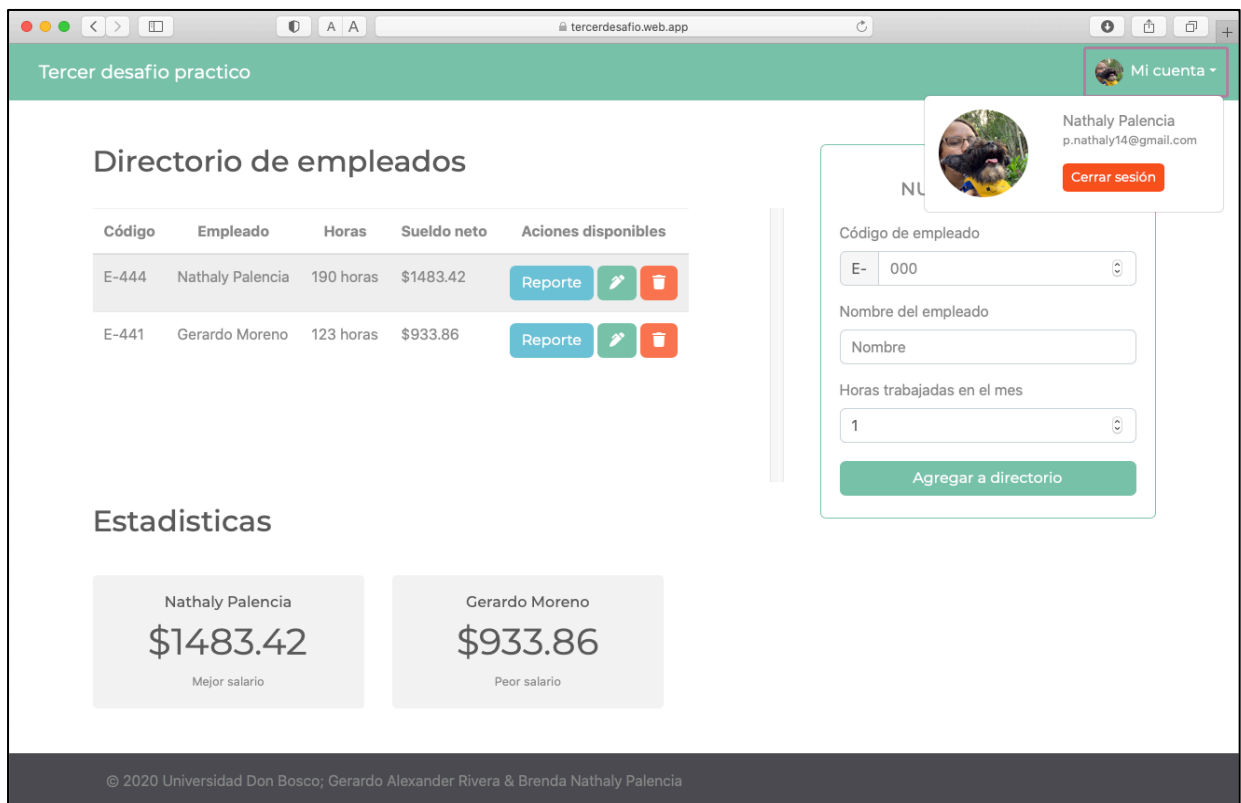 A A
tercerdesafio.web.app
Tercer desafio practico
Mi cuenta
Nathaly Palencia
p.nathaly14@gmail.com
Cerrar sesión
Directorio de empleados
Código Empleado Horas Sueldo neto Aciones disponibles
E-444 Nathaly Palencia 190 horas $1483.42 Reporte
E-441 Gerardo Moreno 123 horas $933.86 Reporte
Código de empleado
E- 000
Nombre del empleado
Nombre
Horas trabajadas en el mes
1
Agregar a directorio
Estadisticas
Nathaly Palencia
$1483.42
Mejor salario
Gerardo Moreno
$933.86
Peor salario
© 2020 Universidad Don Bosco; Gerardo Alexander Rivera & Brenda Nathaly Palencia